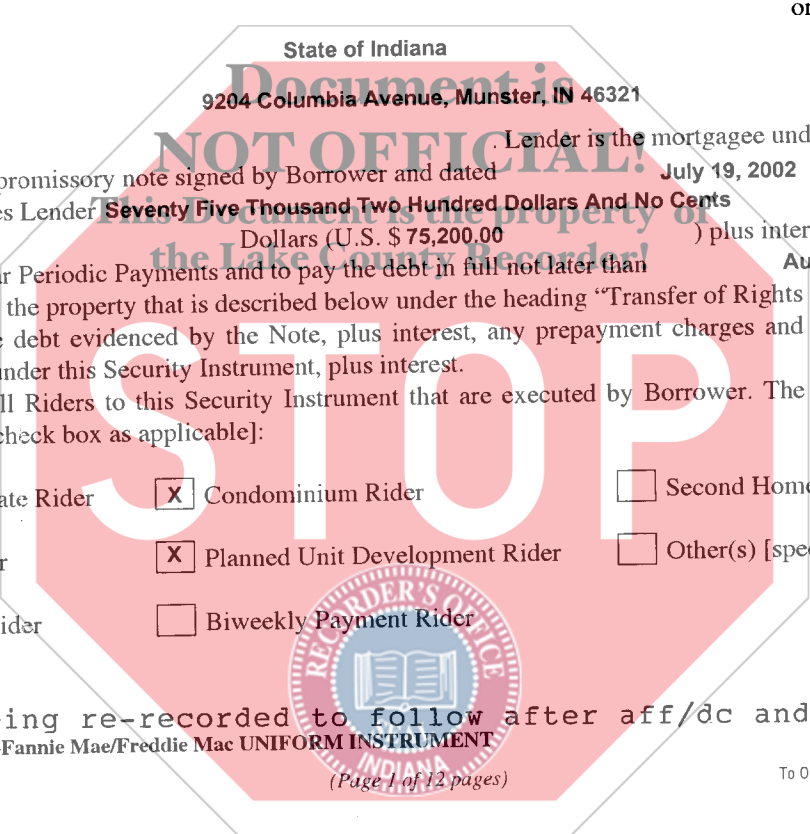 State of Indiana
9204 Columbia Avenue, Munster, IN 46321
. Lender is the mortgagee und
promissory note signed by Borrower and dated July 19, 2002
es Lender Seventy Five Thousand Two Hundred Dollars And No Cents
Dollars (U.S. $ 75,200.00 ) plus inter
r Periodic Payments and to pay the debt in full not later than Au
the property that is described below under the heading “Transfer of Rights
debt evidenced by the Note, plus interest, any prepayment charges and
under this Security Instrument, plus interest.
ll Riders to this Security Instrument that are executed by Borrower. The
check box as applicable]:
ate Rider X Condominium Rider Second Home
r X Planned Unit Development Rider Other(s) [spe
ider Biweekly Payment Rider
ing re-recorded to follow after aff/dc and
-Fannie Mae/Freddie Mac UNIFORM INSTRUMENT
(Page 1 of 12 pages)
To O
Document is
NOT OFFICIAL!
This Document is the property of
the Lake County Recorder!
STOP
RECORDER'S OFFICE
SEAL
INDIANA